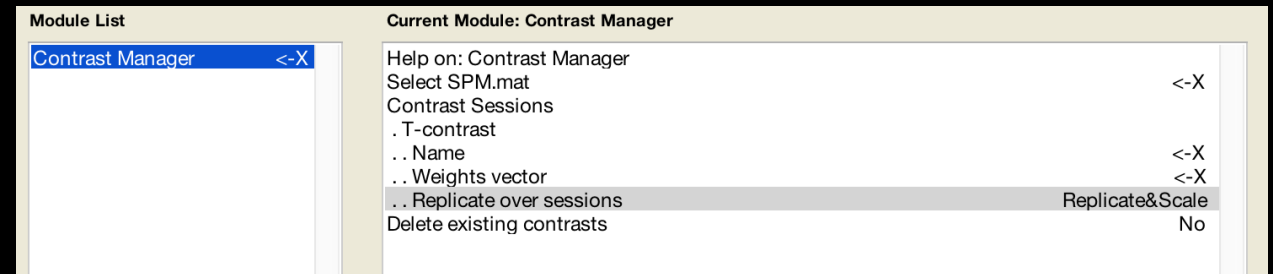 Module List
Current Module: Contrast Manager
Contrast Manager <-X
Help on: Contrast Manager
Select SPM.mat <-X
Contrast Sessions
. T-contrast
. . Name <-X
. . Weights vector <-X
. . Replicate over sessions Replicate&Scale
Delete existing contrasts No